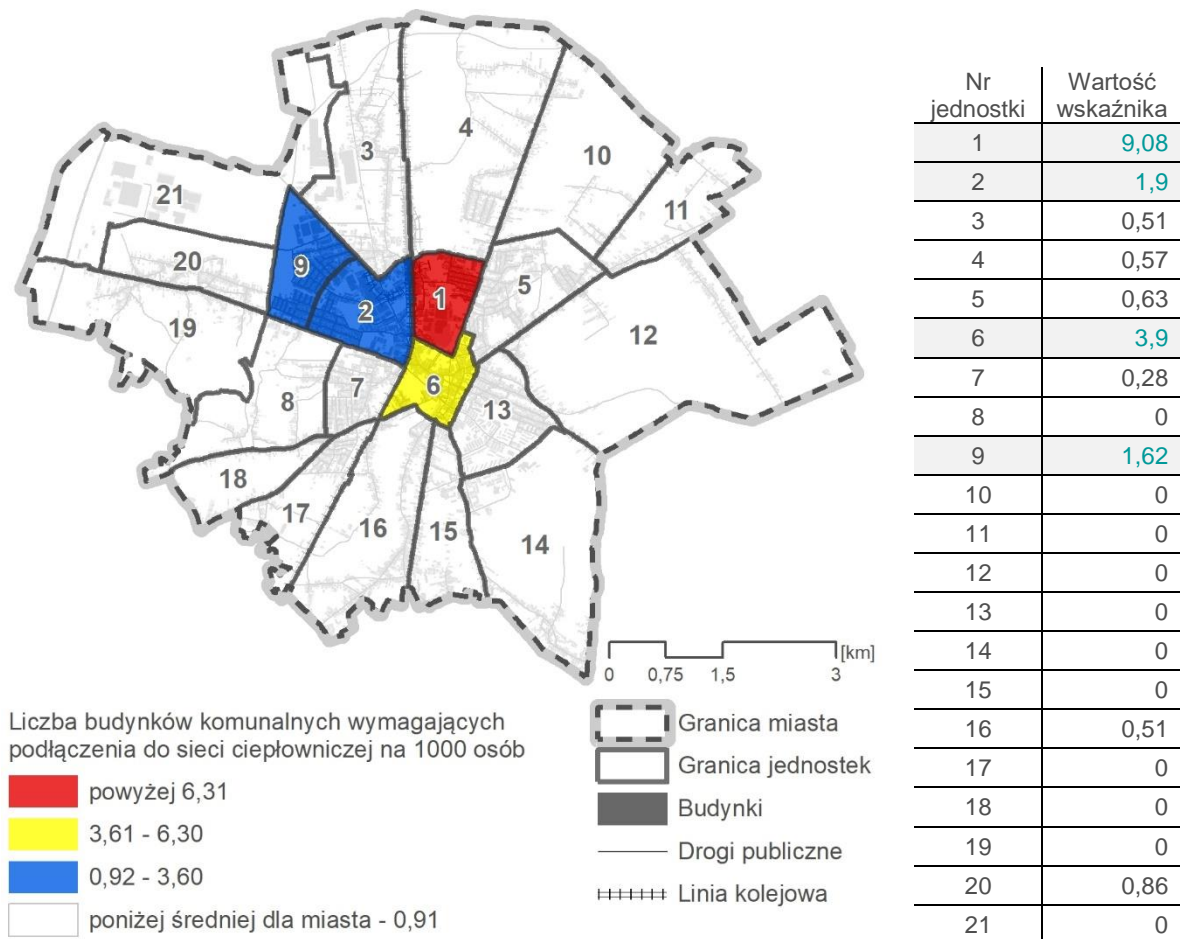 3
4
10
11
21
20
9
2
1
5
19
12
8
7
6
13
18
17
16
15
14
[km]
0 0,75 1,5 3
Liczba budynków komunalnych wymagających
podłączenia do sieci ciepłowniczej na 1000 osób
powyżej 6,31
3,61 - 6,30
0,92 - 3,60
poniżej średniej dla miasta - 0,91
Granica miasta
Granica jednostek
Budynki
Drogi publiczne
Linia kolejowa
Nr Wartość
jednostki wskaźnika
1 9,08
2 1,9
3 0,51
4 0,57
5 0,63
6 3,9
7 0,28
8 0
9 1,62
10 0
11 0
12 0
13 0
14 0
15 0
16 0,51
17 0
18 0
19 0
20 0,86
21 0